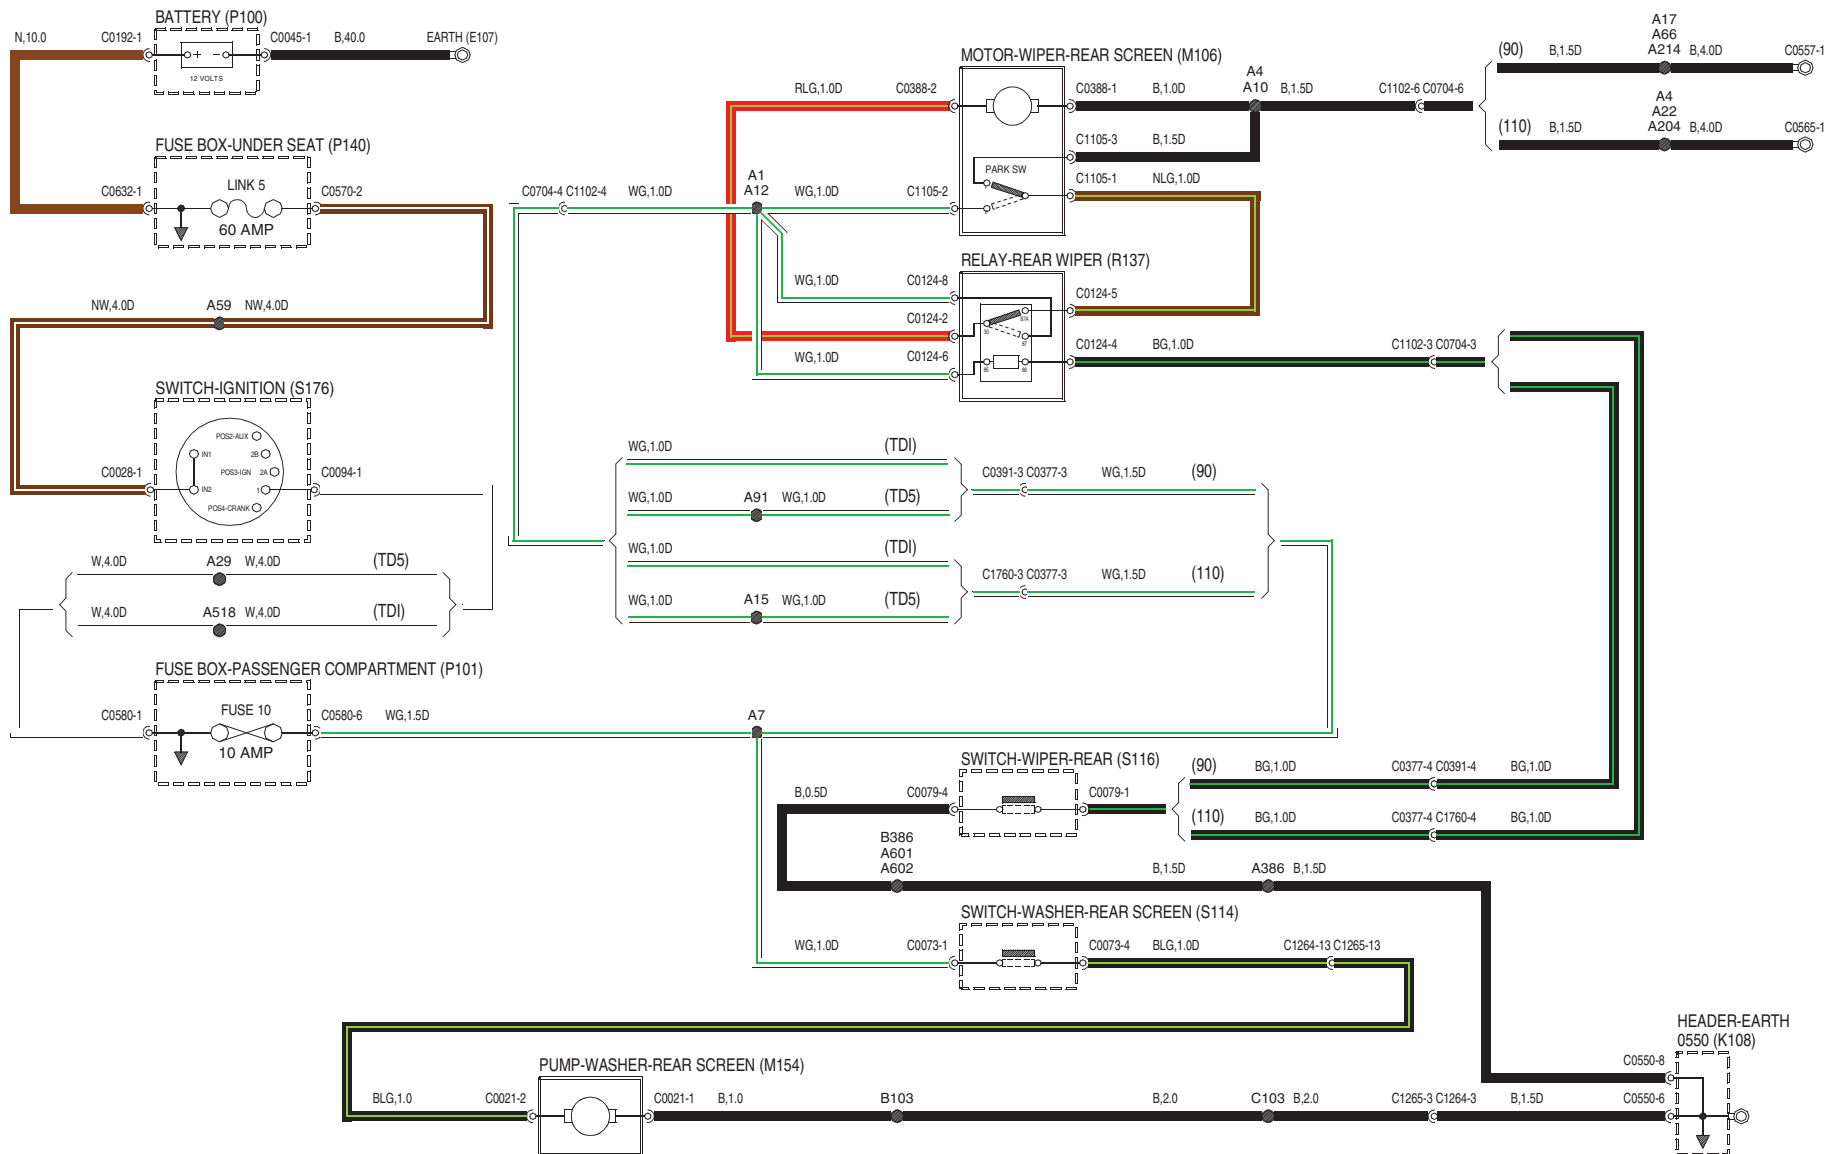 BATTERY (P100)
N,10.0
C0192-1
+ -
12 VOLTS
C0045-1
B,40.0
EARTH (E107)
FUSE BOX-UNDER SEAT (P140)
C0632-1
LINK 5
60 AMP
C0570-2
NW,4.0D
A59
NW,4.0D
SWITCH-IGNITION (S176)
C0028-1
POS2-AUX
IN1
2B
POS3-IGN
2A
IN2
1
POS4-CRANK
C0094-1
W,4.0D
A29
W,4.0D
(TD5)
W,4.0D
A518
W,4.0D
(TDI)
FUSE BOX-PASSENGER COMPARTMENT (P101)
C0580-1
FUSE 10
10 AMP
C0580-6
WG,1.5D
A7
MOTOR-WIPER-REAR SCREEN (M106)
RLG,1.0D
C0388-2
C0388-1
B,1.0D
A4
A10
B,1.5D
C1102-6 C0704-6
C1105-3
B,1.5D
PARK SW
C1105-1
NLG,1.0D
C0704-4 C1102-4
WG,1.0D
A1
A12
WG,1.0D
C1105-2
(90)
B,1.5D
A17
A66
A214
B,4.0D
C0557-1
(110)
B,1.5D
A4
A22
A204
B,4.0D
C0565-1
RELAY-REAR WIPER (R137)
WG,1.0D
C0124-8
C0124-2
WG,1.0D
C0124-6
30
87A
87
85
86
C0124-5
C0124-4
BG,1.0D
C1102-3 C0704-3
WG,1.0D
(TDI)
WG,1.0D
A91
WG,1.0D
(TD5)
C0391-3 C0377-3
WG,1.5D
(90)
WG,1.0D
(TDI)
WG,1.0D
A15
WG,1.0D
(TD5)
C1760-3 C0377-3
WG,1.5D
(110)
SWITCH-WIPER-REAR (S116)
B,0.5D
C0079-4
C0079-1
(90)
BG,1.0D
C0377-4 C0391-4
BG,1.0D
(110)
BG,1.0D
C0377-4 C1760-4
BG,1.0D
B386
A601
A602
B,1.5D
A386
B,1.5D
SWITCH-WASHER-REAR SCREEN (S114)
WG,1.0D
C0073-1
C0073-4
BLG,1.0D
C1264-13 C1265-13
PUMP-WASHER-REAR SCREEN (M154)
BLG,1.0
C0021-2
C0021-1
B,1.0
B103
B,2.0
C103
B,2.0
C1265-3 C1264-3
B,1.5D
HEADER-EARTH
0550 (K108)
C0550-8
C0550-6